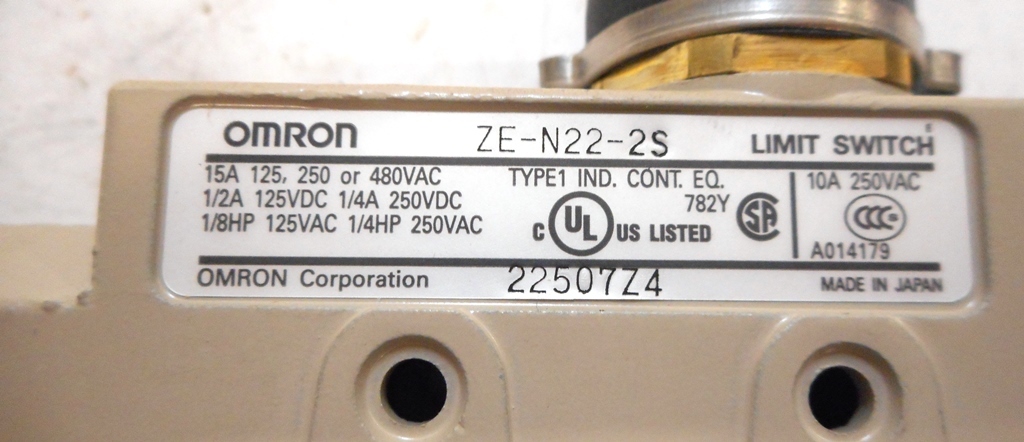 OMRON ZE-N22-2S LIMIT SWITCH
15A 125, 250 or 480VAC
1/2A 125VDC 1/4A 250VDC
1/8HP 125VAC 1/4HP 250VAC
TYPE1 IND. CONT. EQ.
782Y
C UL US LISTED
SA
10A 250VAC
CCC
A014179
OMRON Corporation 22507Z4 MADE IN JAPAN